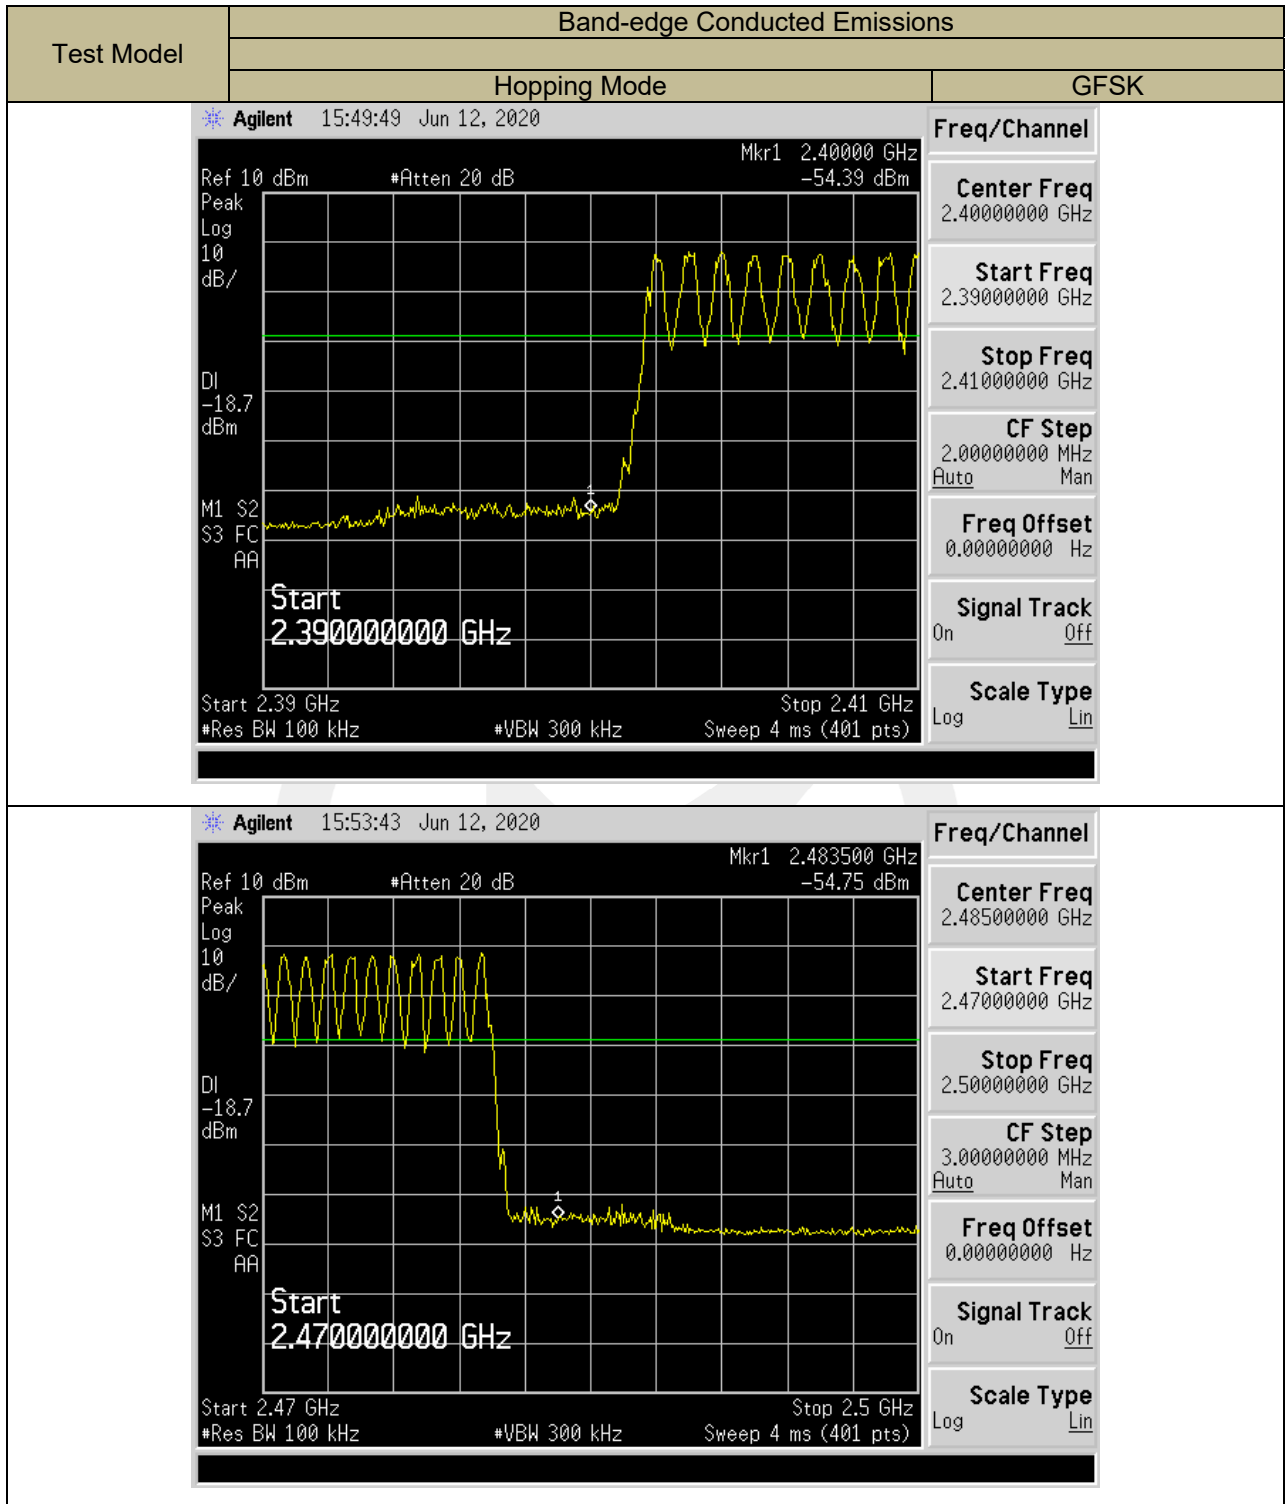 Test Model
Band-edge Conducted Emissions
Hopping Mode
GFSK
Agilent 15:49:49 Jun 12, 2020
Freq/Channel
Mkr1 2.40000 GHz
Ref 10 dBm #Atten 20 dB -54.39 dBm
Peak
Log
10
dB/
DI
-18.7
dBm
M1 S2
S3 FC
AA
1
Start
2.390000000 GHz
Start 2.39 GHz Stop 2.41 GHz
#Res BW 100 kHz #VBW 300 kHz Sweep 4 ms (401 pts)
Center Freq
2.40000000 GHz
Start Freq
2.39000000 GHz
Stop Freq
2.41000000 GHz
CF Step
2.00000000 MHz
Auto Man
Freq Offset
0.00000000 Hz
Signal Track
On Off
Scale Type
Log Lin
Agilent 15:53:43 Jun 12, 2020
Freq/Channel
Mkr1 2.483500 GHz
Ref 10 dBm #Atten 20 dB -54.75 dBm
Peak
Log
10
dB/
DI
-18.7
dBm
M1 S2
S3 FC
AA
1
Start
2.470000000 GHz
Start 2.47 GHz Stop 2.5 GHz
#Res BW 100 kHz #VBW 300 kHz Sweep 4 ms (401 pts)
Center Freq
2.48500000 GHz
Start Freq
2.47000000 GHz
Stop Freq
2.50000000 GHz
CF Step
3.00000000 MHz
Auto Man
Freq Offset
0.00000000 Hz
Signal Track
On Off
Scale Type
Log Lin